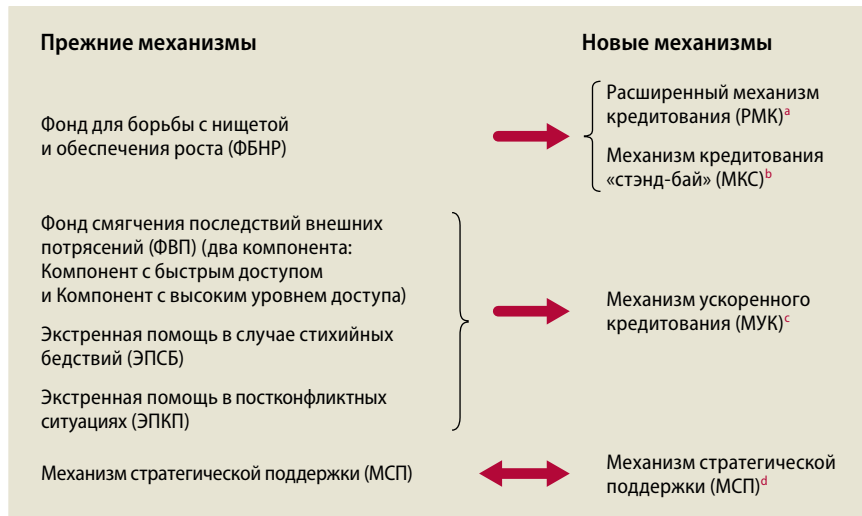 Прежние механизмы
Новые механизмы
Фонд для борьбы с нищетой
и обеспечения роста (ФБНР)
Расширенный механизм
кредитования (РМК)a
Механизм кредитования
«стэнд-бай» (МКС)b
Фонд смягчения последствий внешних
потрясений (ФВП) (два компонента:
Компонент с быстрым доступом
и Компонент с высоким уровнем доступа)
Экстренная помощь в случае стихийных
бедствий (ЭПСБ)
Экстренная помощь в постконфликтных
ситуациях (ЭПКП)
Механизм ускоренного
кредитования (МУК)c
Механизм стратегической поддержки (МСП)
Механизм стратегической
поддержки (МСП)d